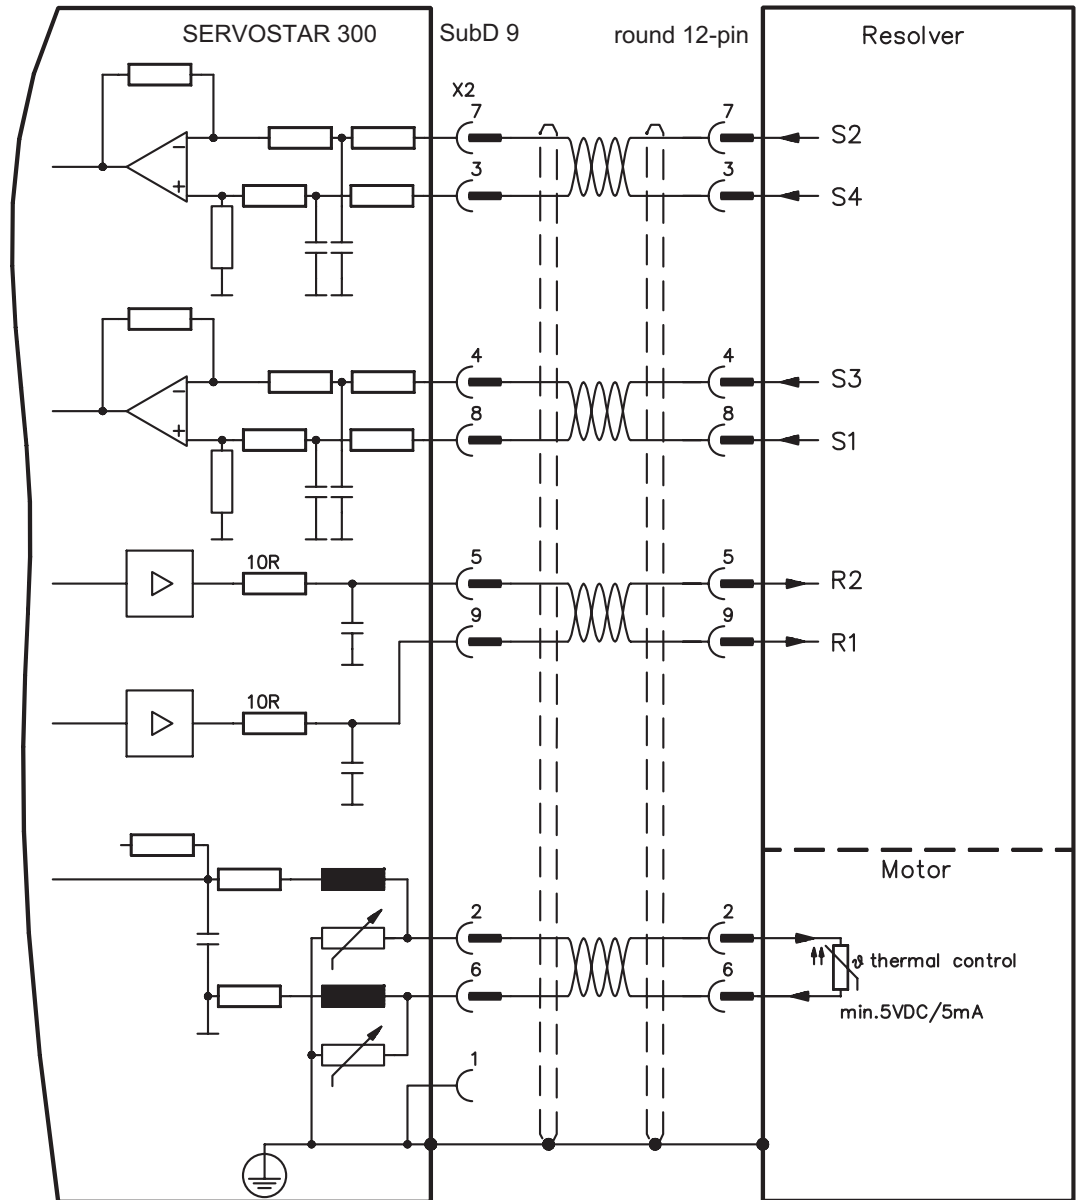 SERVOSTAR 300
SubD 9
round 12-pin
Resolver
X2
7
7
S2
3
3
S4
4
4
S3
8
8
S1
10R
5
5
R2
9
9
R1
10R
Motor
2
2
ϑ thermal control
6
6
min.5VDC/5mA
1